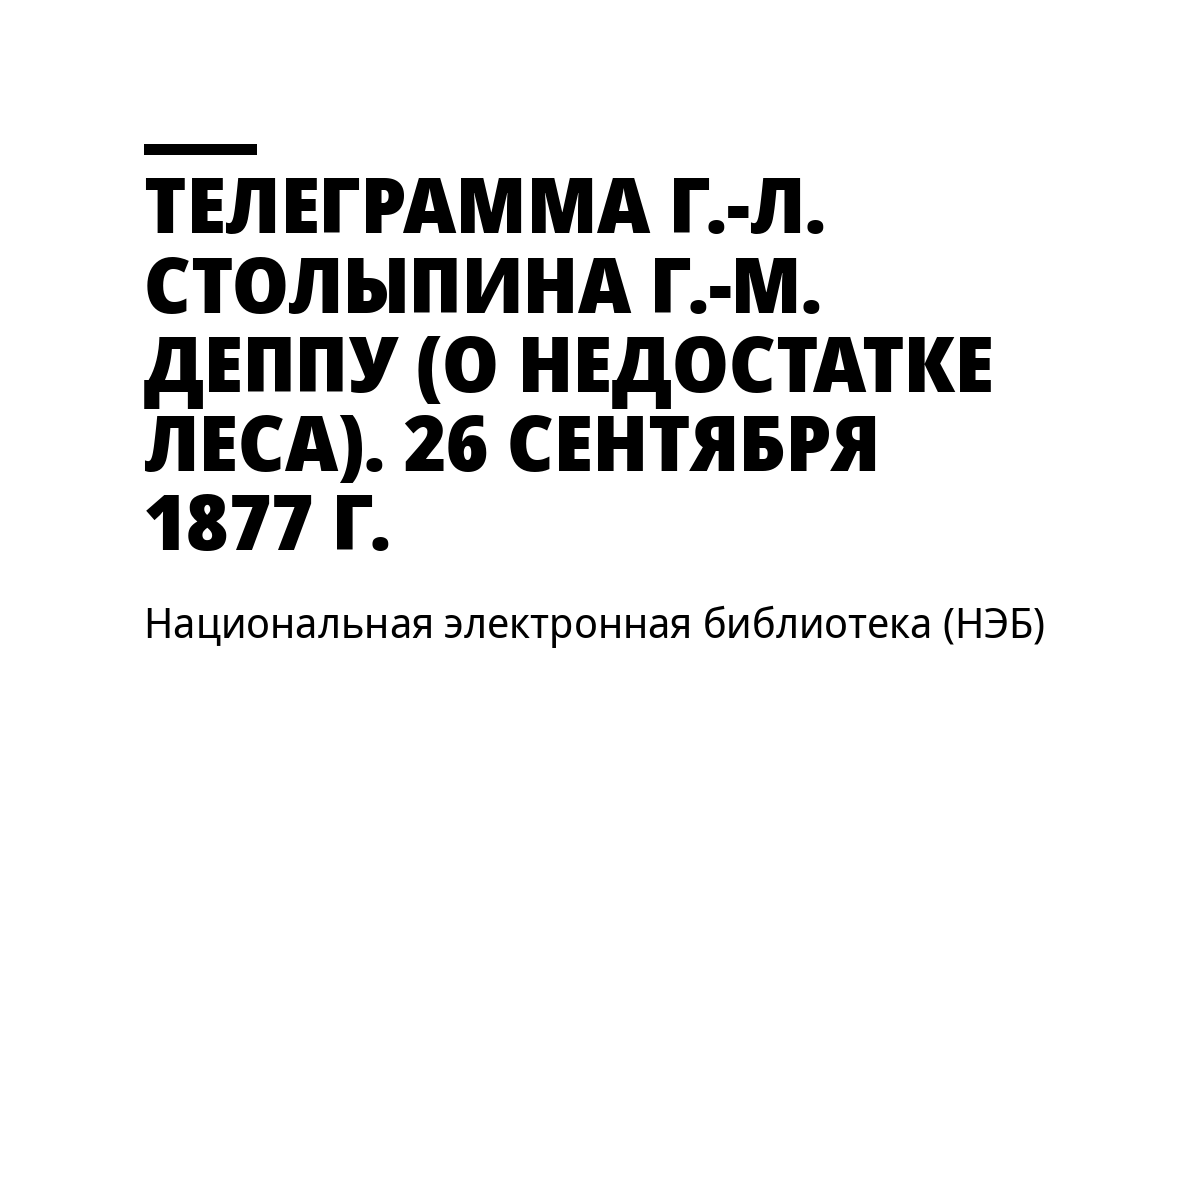 ТЕЛЕГРАММА Г.-Л.
СТОЛЫПИНА Г.-М.
ДЕППУ (О НЕДОСТАТКЕ
ЛЕСА). 26 СЕНТЯБРЯ
1877 Г.
Национальная электронная библиотека (НЭБ)